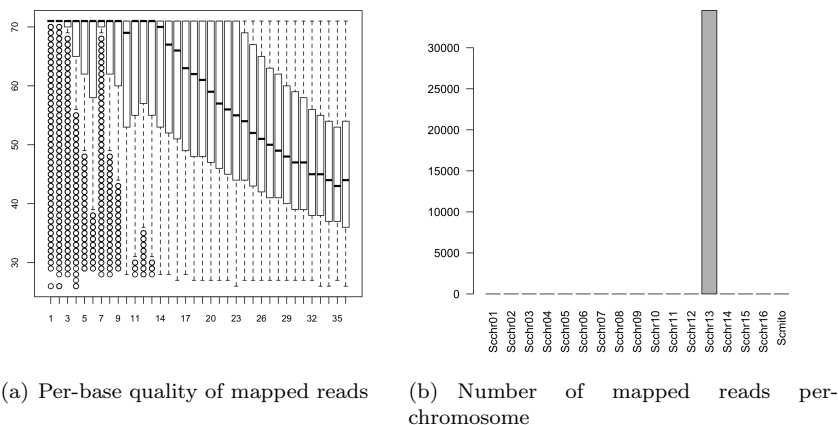 70
60
50
40
30
1 3 5 7 9 11 14 17 20 23 26 29 32 35
(a) Per-base quality of mapped reads
30000
25000
20000
15000
10000
5000
0
Scchr01 Scchr02 Scchr03 Scchr04 Scchr05 Scchr06 Scchr07 Scchr08 Scchr09 Scchr10 Scchr11 Scchr12 Scchr13 Scchr14 Scchr15 Scchr16 Scmito
(b) Number of mapped reads per-
chromosome